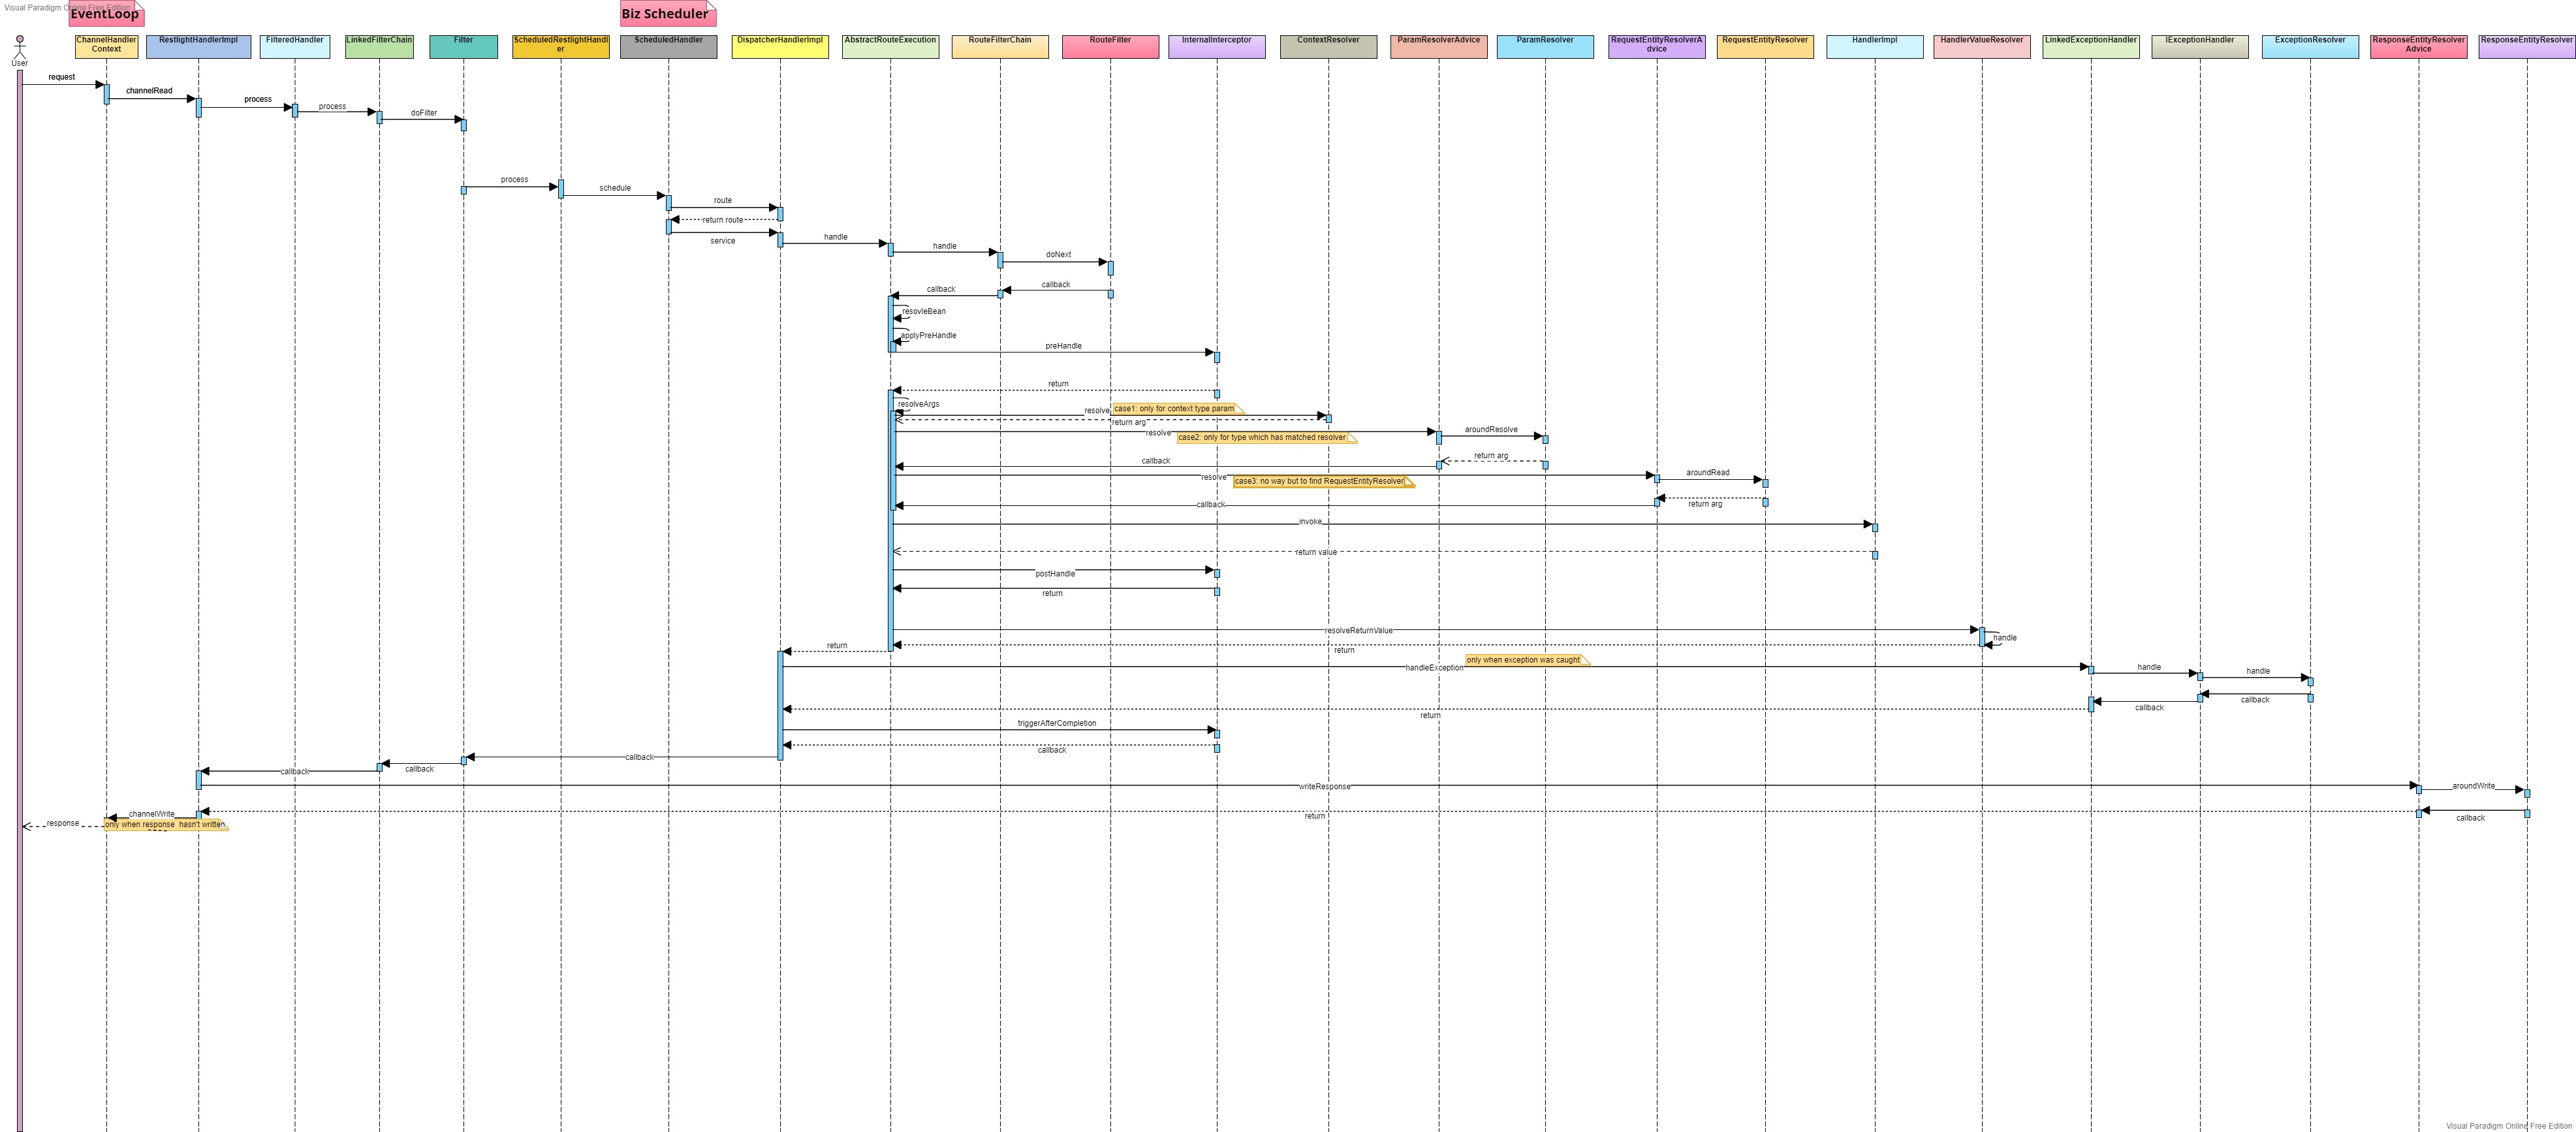 Visual Paradigm Online Free Edition
EventLoop
Biz Scheduler
User
ChannelHandler
Context
RestlightHandlerImpl
FilteredHandler
LinkedFilterChain
Filter
ScheduledRestlightHandl
er
ScheduledHandler
DispatcherHandlerImpl
AbstractRouteExecution
RouteFilterChain
RouteFilter
InternalInterceptor
ContextResolver
ParamResolverAdvice
ParamResolver
RequestEntityResolverA
dvice
RequestEntityResolver
HandlerImpl
HandlerValueResolver
LinkedExceptionHandler
IExceptionHandler
ExceptionResolver
ResponseEntityResolver
Advice
ResponseEntityResolver
request
channelRead
process
process
doFilter
process
schedule
route
return route
service
handle
handle
doNext
callback
callback
resovleBean
applyPreHandle
preHandle
return
resolveArgs
case1: only for context type param
resolve
return arg
resolve
case2: only for type which has matched resolver
aroundResolve
return arg
callback
resolve
case3: no way but to find RequestEntityResolver
aroundRead
return arg
callback
invoke
return value
postHandle
return
resolveReturnValue
handle
return
return
only when exception was caught
handleException
handle
handle
callback
callback
return
triggerAfterCompletion
callback
callback
callback
callback
writeResponse
aroundWrite
callback
return
channelWrite
only when response hasn't written
response
Visual Paradigm Online Free Edition